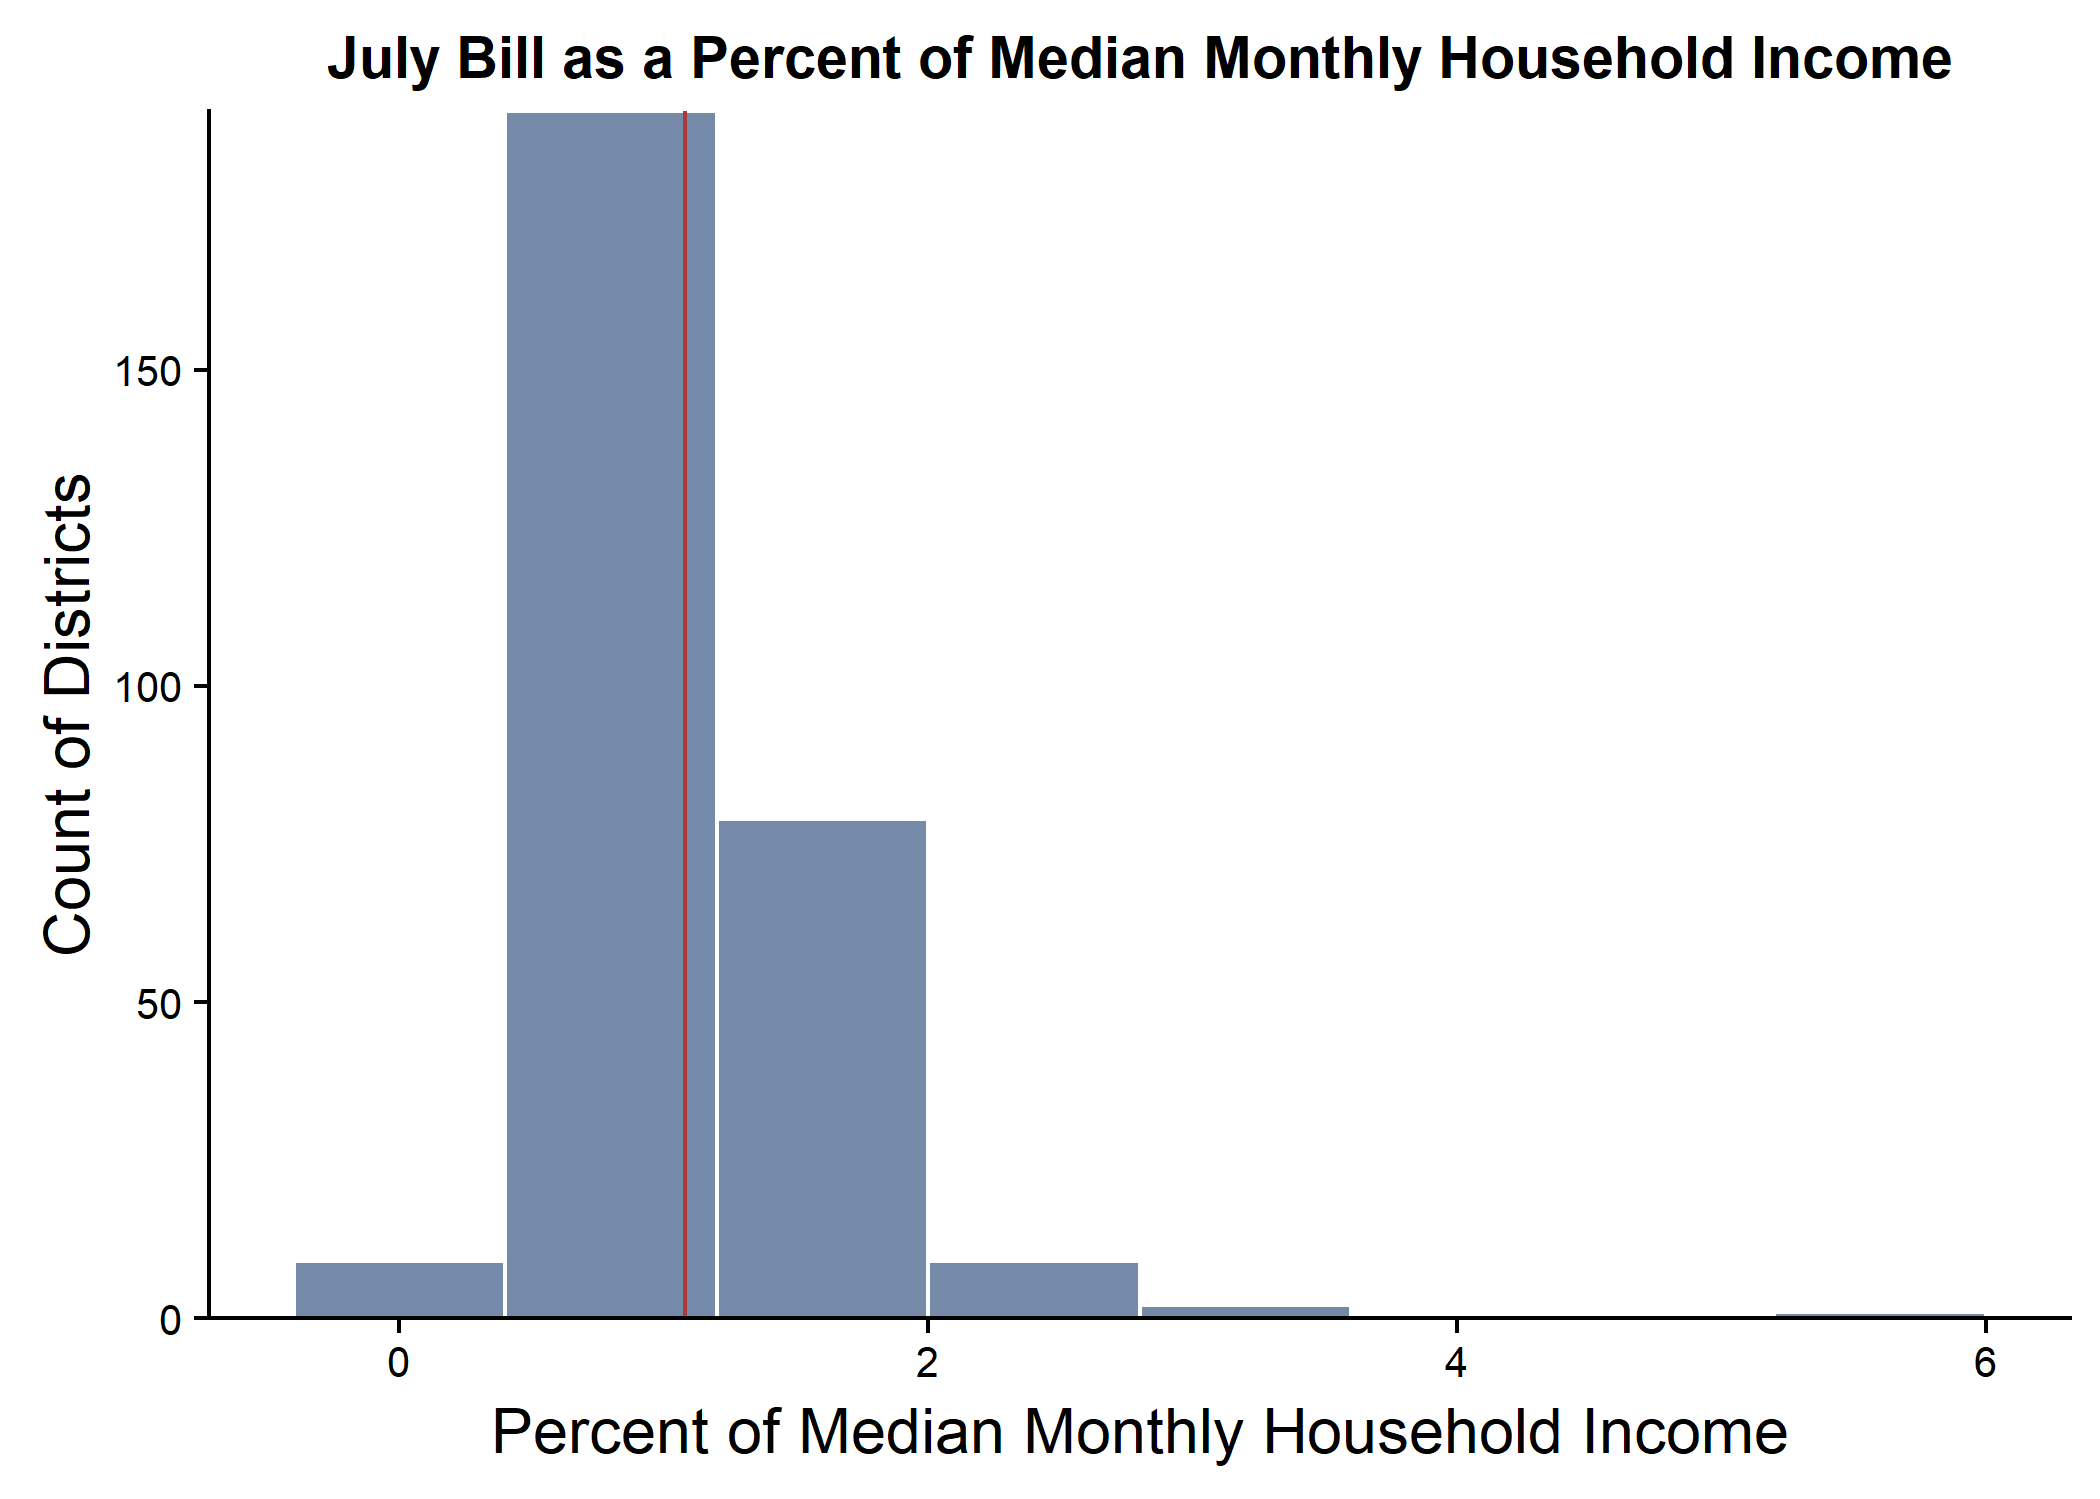 July Bill as a Percent of Median Monthly Household Income
Count of Districts
150
100
50
0
0 2 4 6
Percent of Median Monthly Household Income